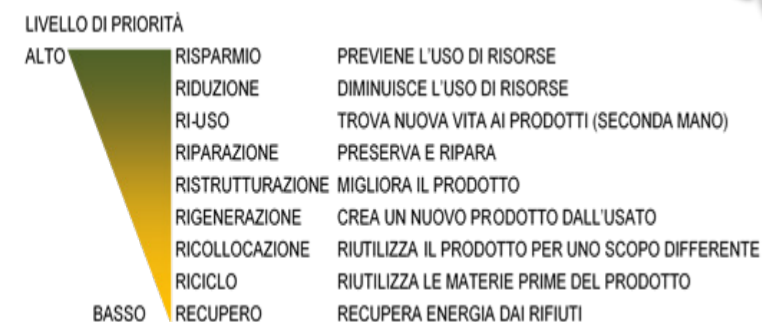 LIVELLO DI PRIORITÀ
ALTO RISPARMIO PREVIENE L'USO DI RISORSE
RIDUZIONE DIMINUISCE L'USO DI RISORSE
RI-USO TROVA NUOVA VITA AI PRODOTTI (SECONDA MANO)
RIPARAZIONE PRESERVA E RIPARA
RISTRUTTURAZIONE MIGLIORA IL PRODOTTO
RIGENERAZIONE CREA UN NUOVO PRODOTTO DALL'USATO
RICOLLOCAZIONE RIUTILIZZA IL PRODOTTO PER UNO SCOPO DIFFERENTE
RICICLO RIUTILIZZA LE MATERIE PRIME DEL PRODOTTO
BASSO RECUPERO RECUPERA ENERGIA DAI RIFIUTI